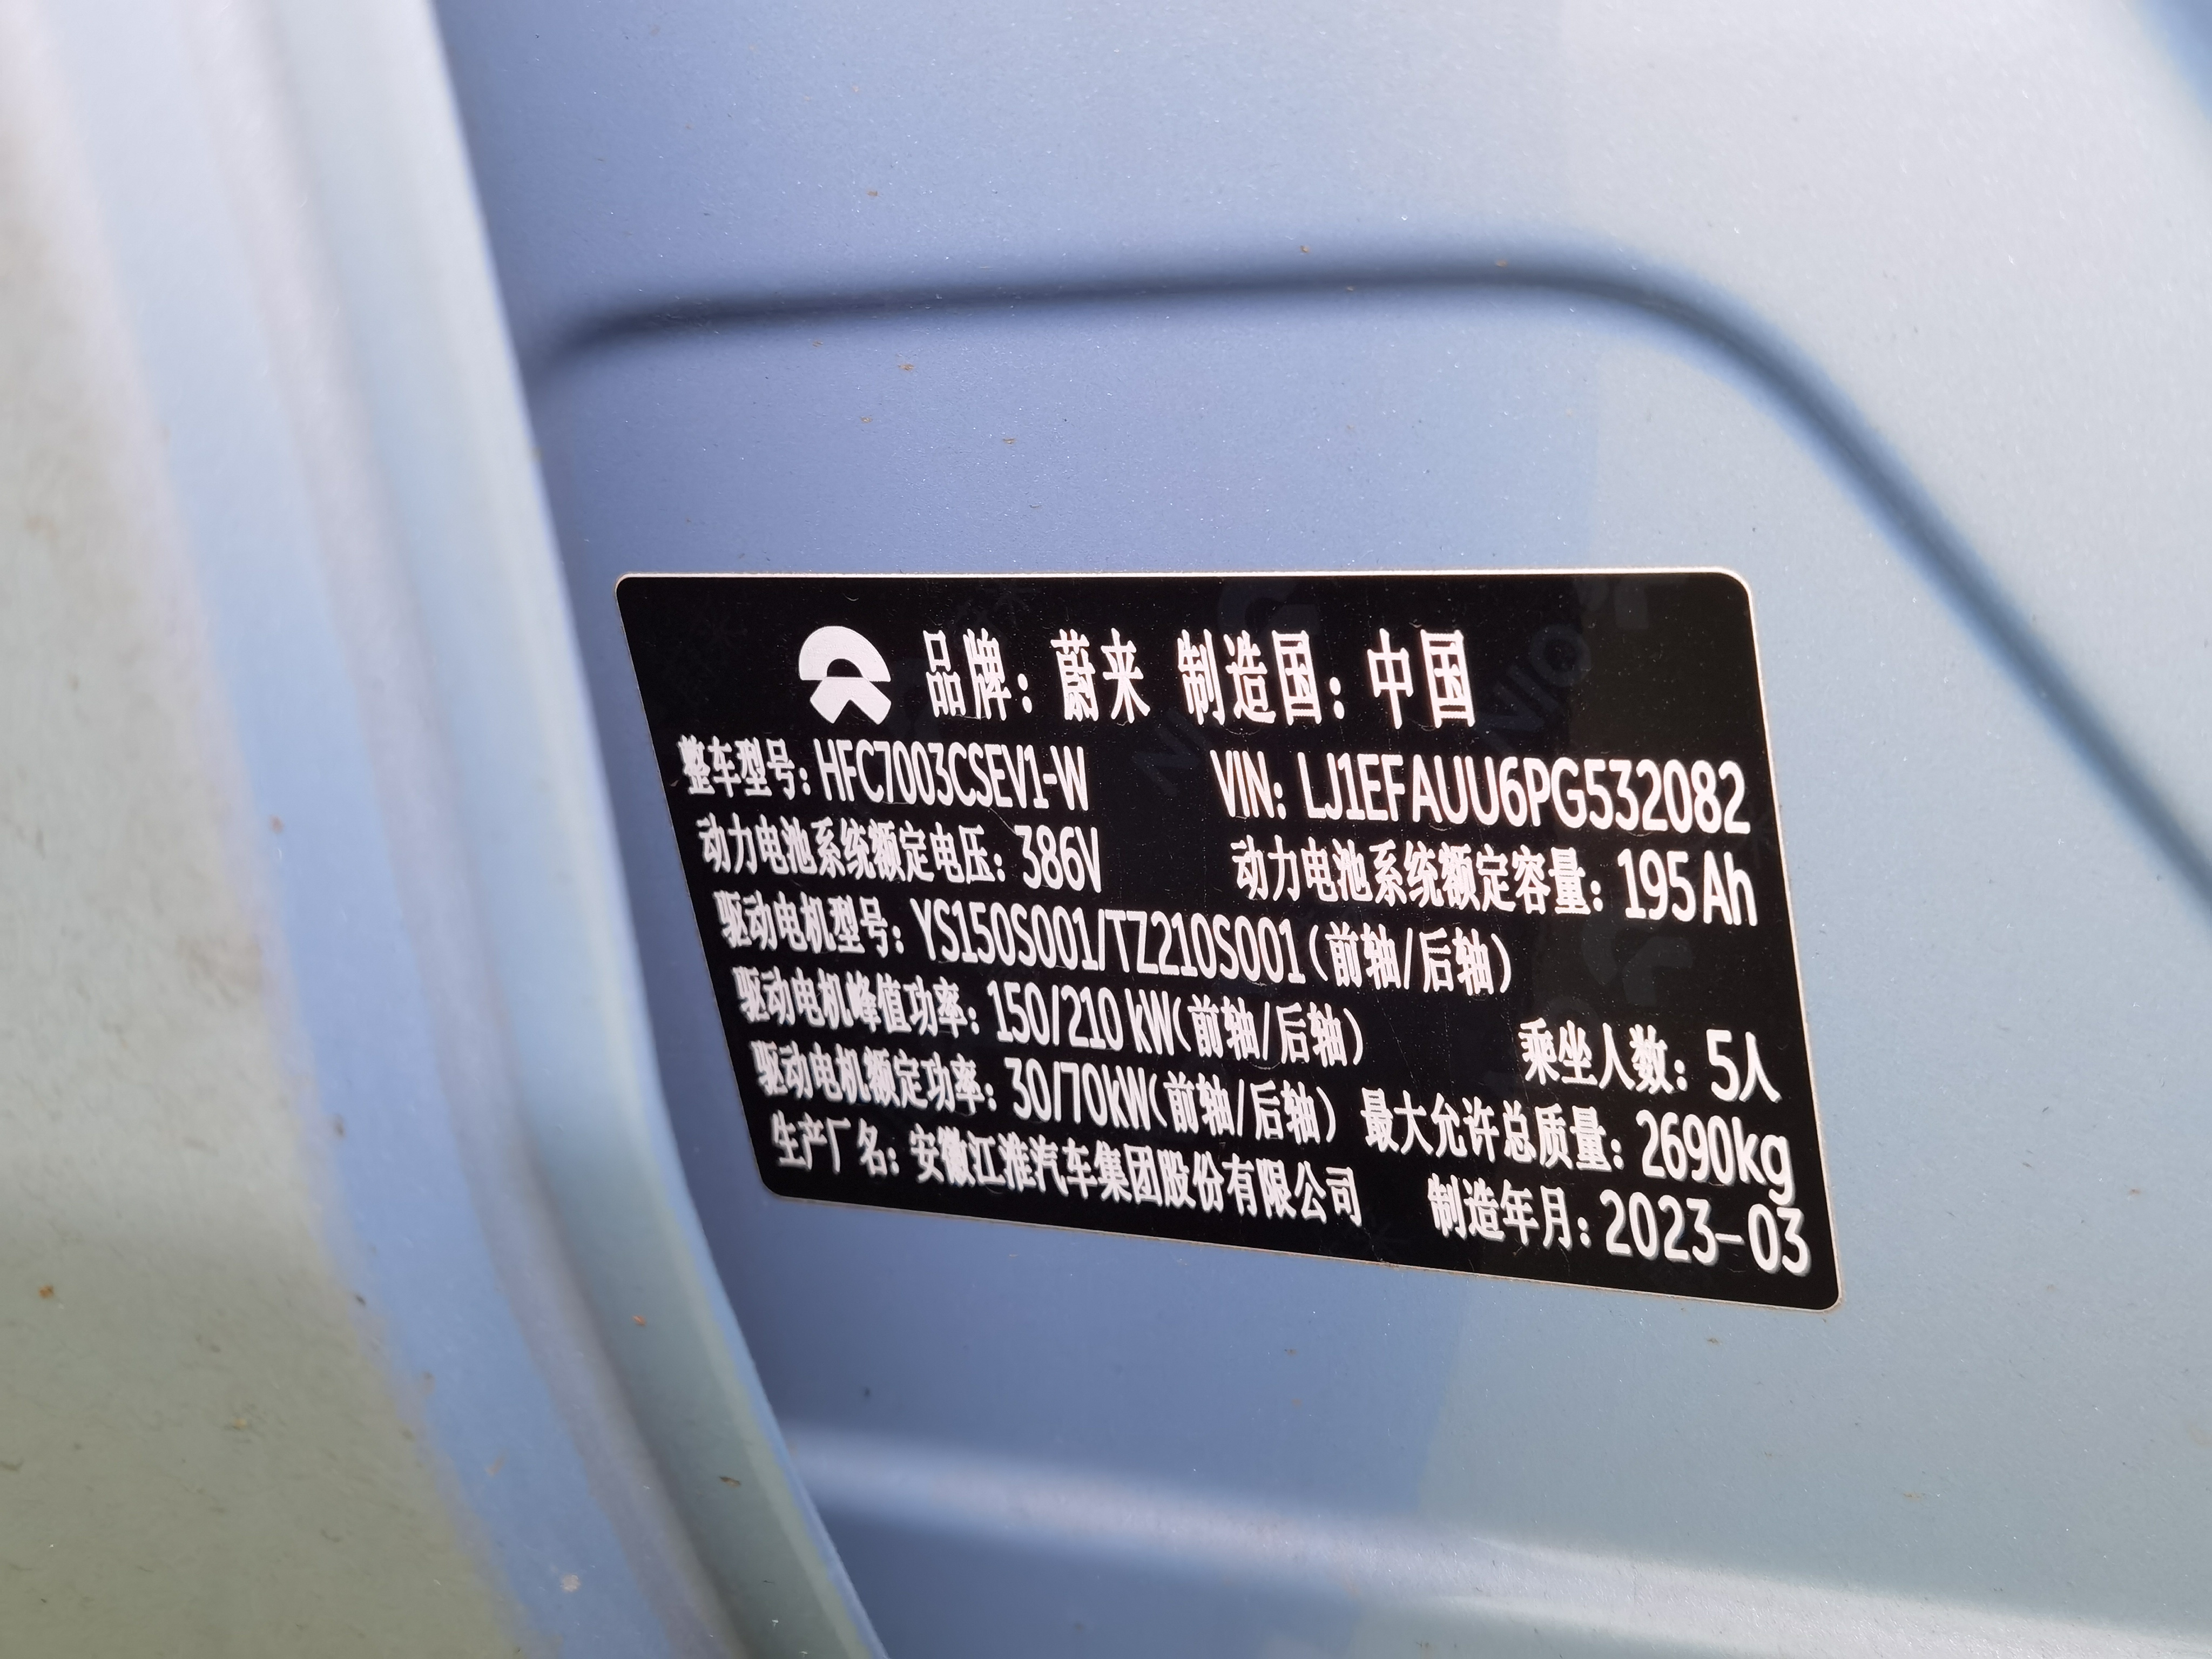 品牌：蔚来 制造国：中国
整车型号：HFC7003CSEV1-W VIN：LJ1EFAUU6PG532082
动力电池系统额定电压：386V 动力电池系统额定容量：195Ah
驱动电机型号：YS150S001/TZ210S001（前轴/后轴）
驱动电机峰值功率：150/210 kW（前轴/后轴） 乘坐人数：5人
驱动电机额定功率：30/70kW（前轴/后轴） 最大允许总质量：2690kg
生产厂名：安徽江淮汽车集团股份有限公司 制造年月：2023-03